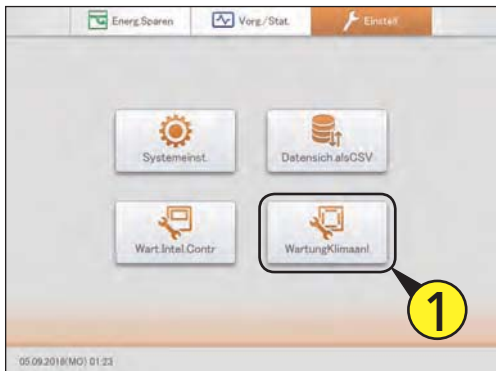 Energ.Sparen Vorg./Stat. Einstell
Systemeinst. Datensich.alsCSV
Wart.Intel.Contr WartungKlimaanl.
1
05.09.2018(MO) 01:23